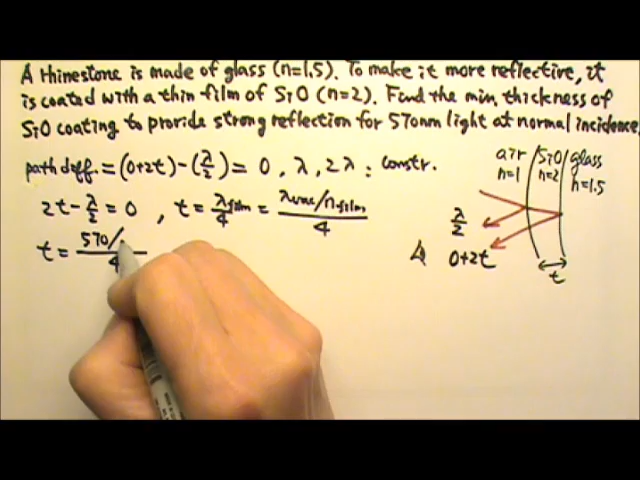 A rhinestone is made of glass (n=1.5). To make it more reflective, it
is coated with a thin film of SiO (n=2). Find the min. thickness of
SiO coating to provide strong reflection for 570nm light at normal incidence.
path diff. = (0+2t) - (λ/2) = 0, λ, 2λ : constr.
2t - λ/2 = 0 , t = λfilm/4 = (λvac/nfilm)/4
t = 570/ / 4
air SiO glass
n=1 n=2 n=1.5
λ/2
0+2t
t